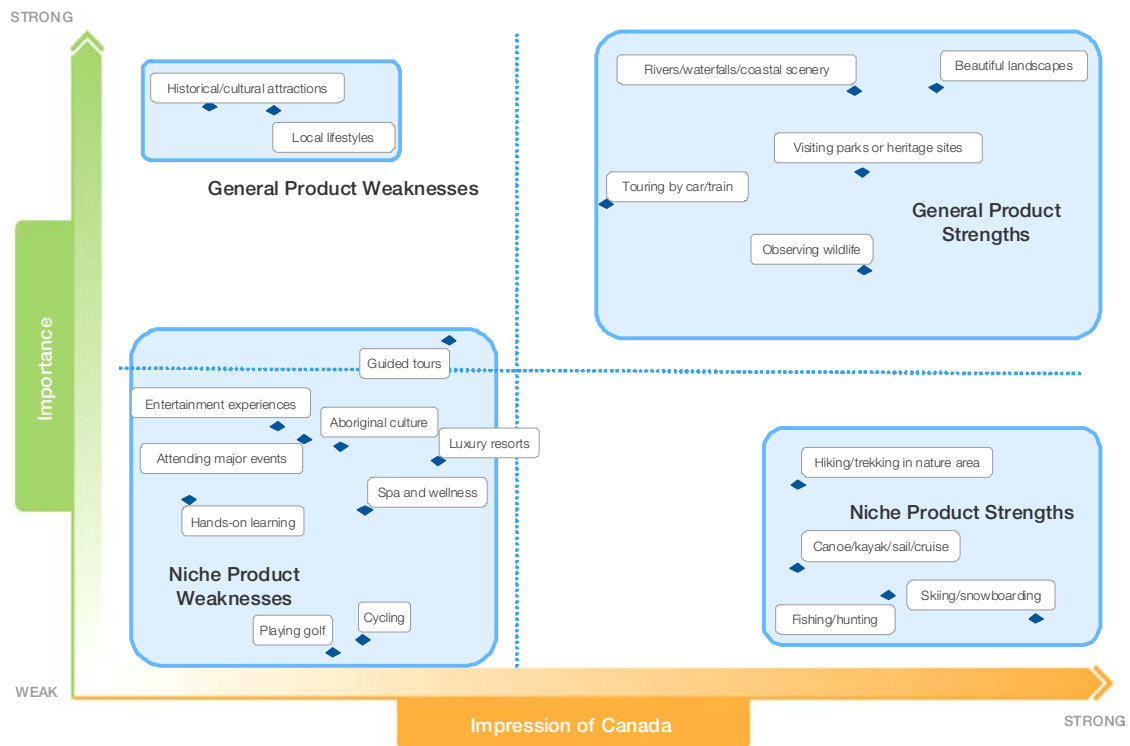 STRONG
Rivers/waterfalls/coastal scenery
Beautiful landscapes
Historical/cultural attractions
Local lifestyles
Visiting parks or heritage sites
General Product Weaknesses
Touring by car/train
General Product
Strengths
Observing wildlife
Importance
Guided tours
Entertainment experiences
Aboriginal culture
Luxury resorts
Attending major events
Hiking/trekking in nature area
Spa and wellness
Hands-on learning
Niche Product Strengths
Canoe/kayak/sail/cruise
Niche Product
Weaknesses
Skiing/snowboarding
Cycling
Fishing/hunting
Playing golf
WEAK
Impression of Canada
STRONG